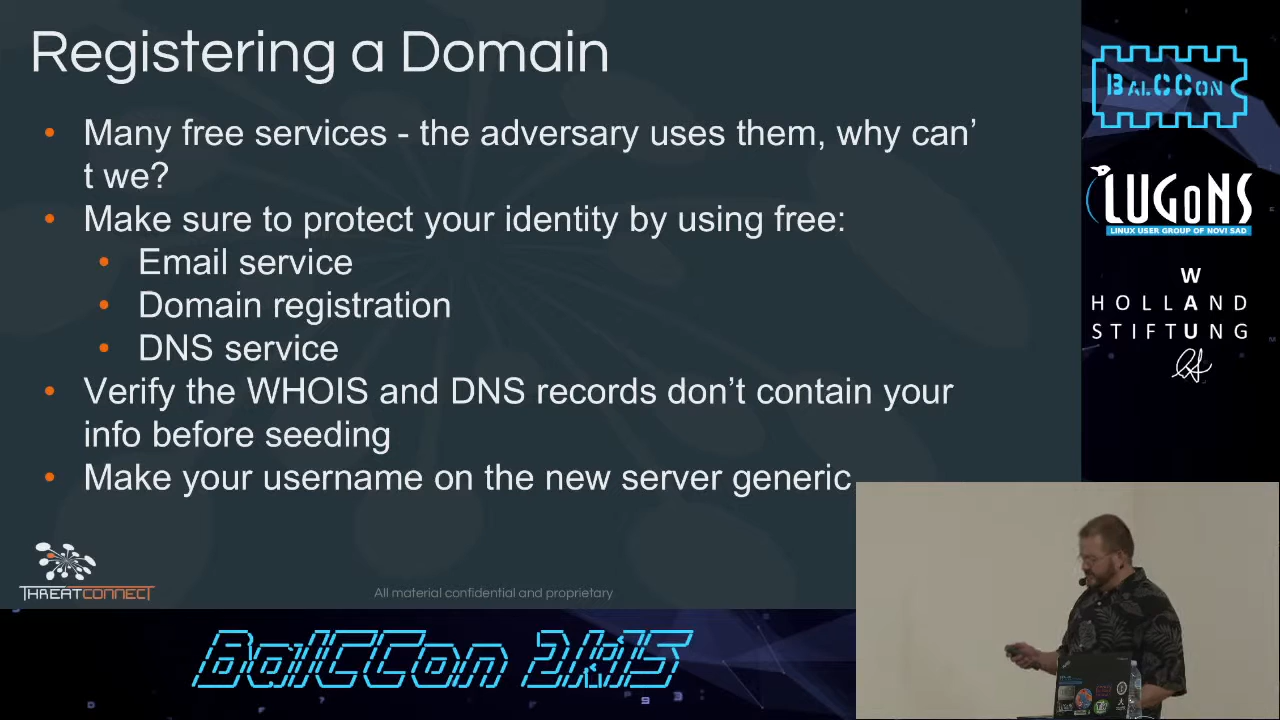 Registering a Domain
• Many free services - the adversary uses them, why can’
t we?
• Make sure to protect your identity by using free:
• Email service
• Domain registration
• DNS service
• Verify the WHOIS and DNS records don’t contain your
info before seeding
• Make your username on the new server generic
THREATCONNECT
All material confidential and proprietary
BALCCON
LUGONS
LINUX USER GROUP OF NOVI SAD
W
HOLLAND
STIFTUNG
BalCCon 2k15